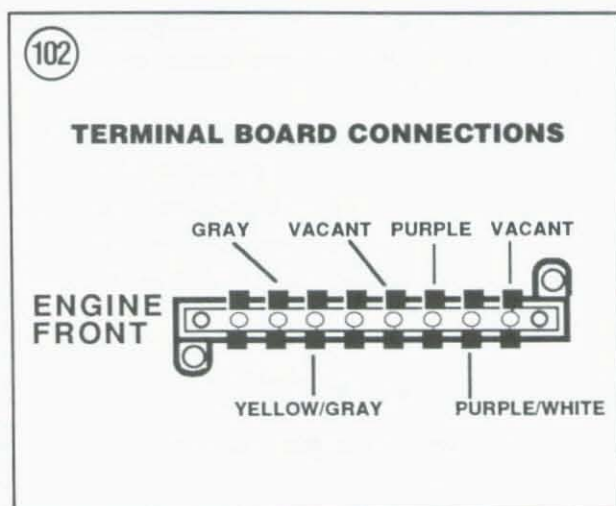 102
TERMINAL BOARD CONNECTIONS
GRAY VACANT PURPLE VACANT
ENGINE
FRONT
YELLOW/GRAY PURPLE/WHITE